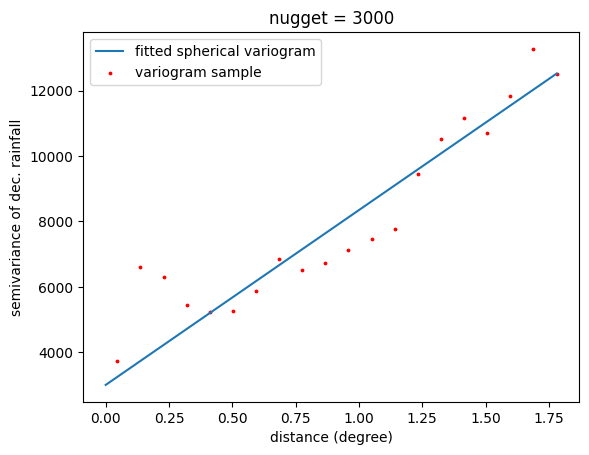 nugget = 3000
fitted spherical variogram
variogram sample
semivariance of dec. rainfall
12000
10000
8000
6000
4000
0.00 0.25 0.50 0.75 1.00 1.25 1.50 1.75
distance (degree)